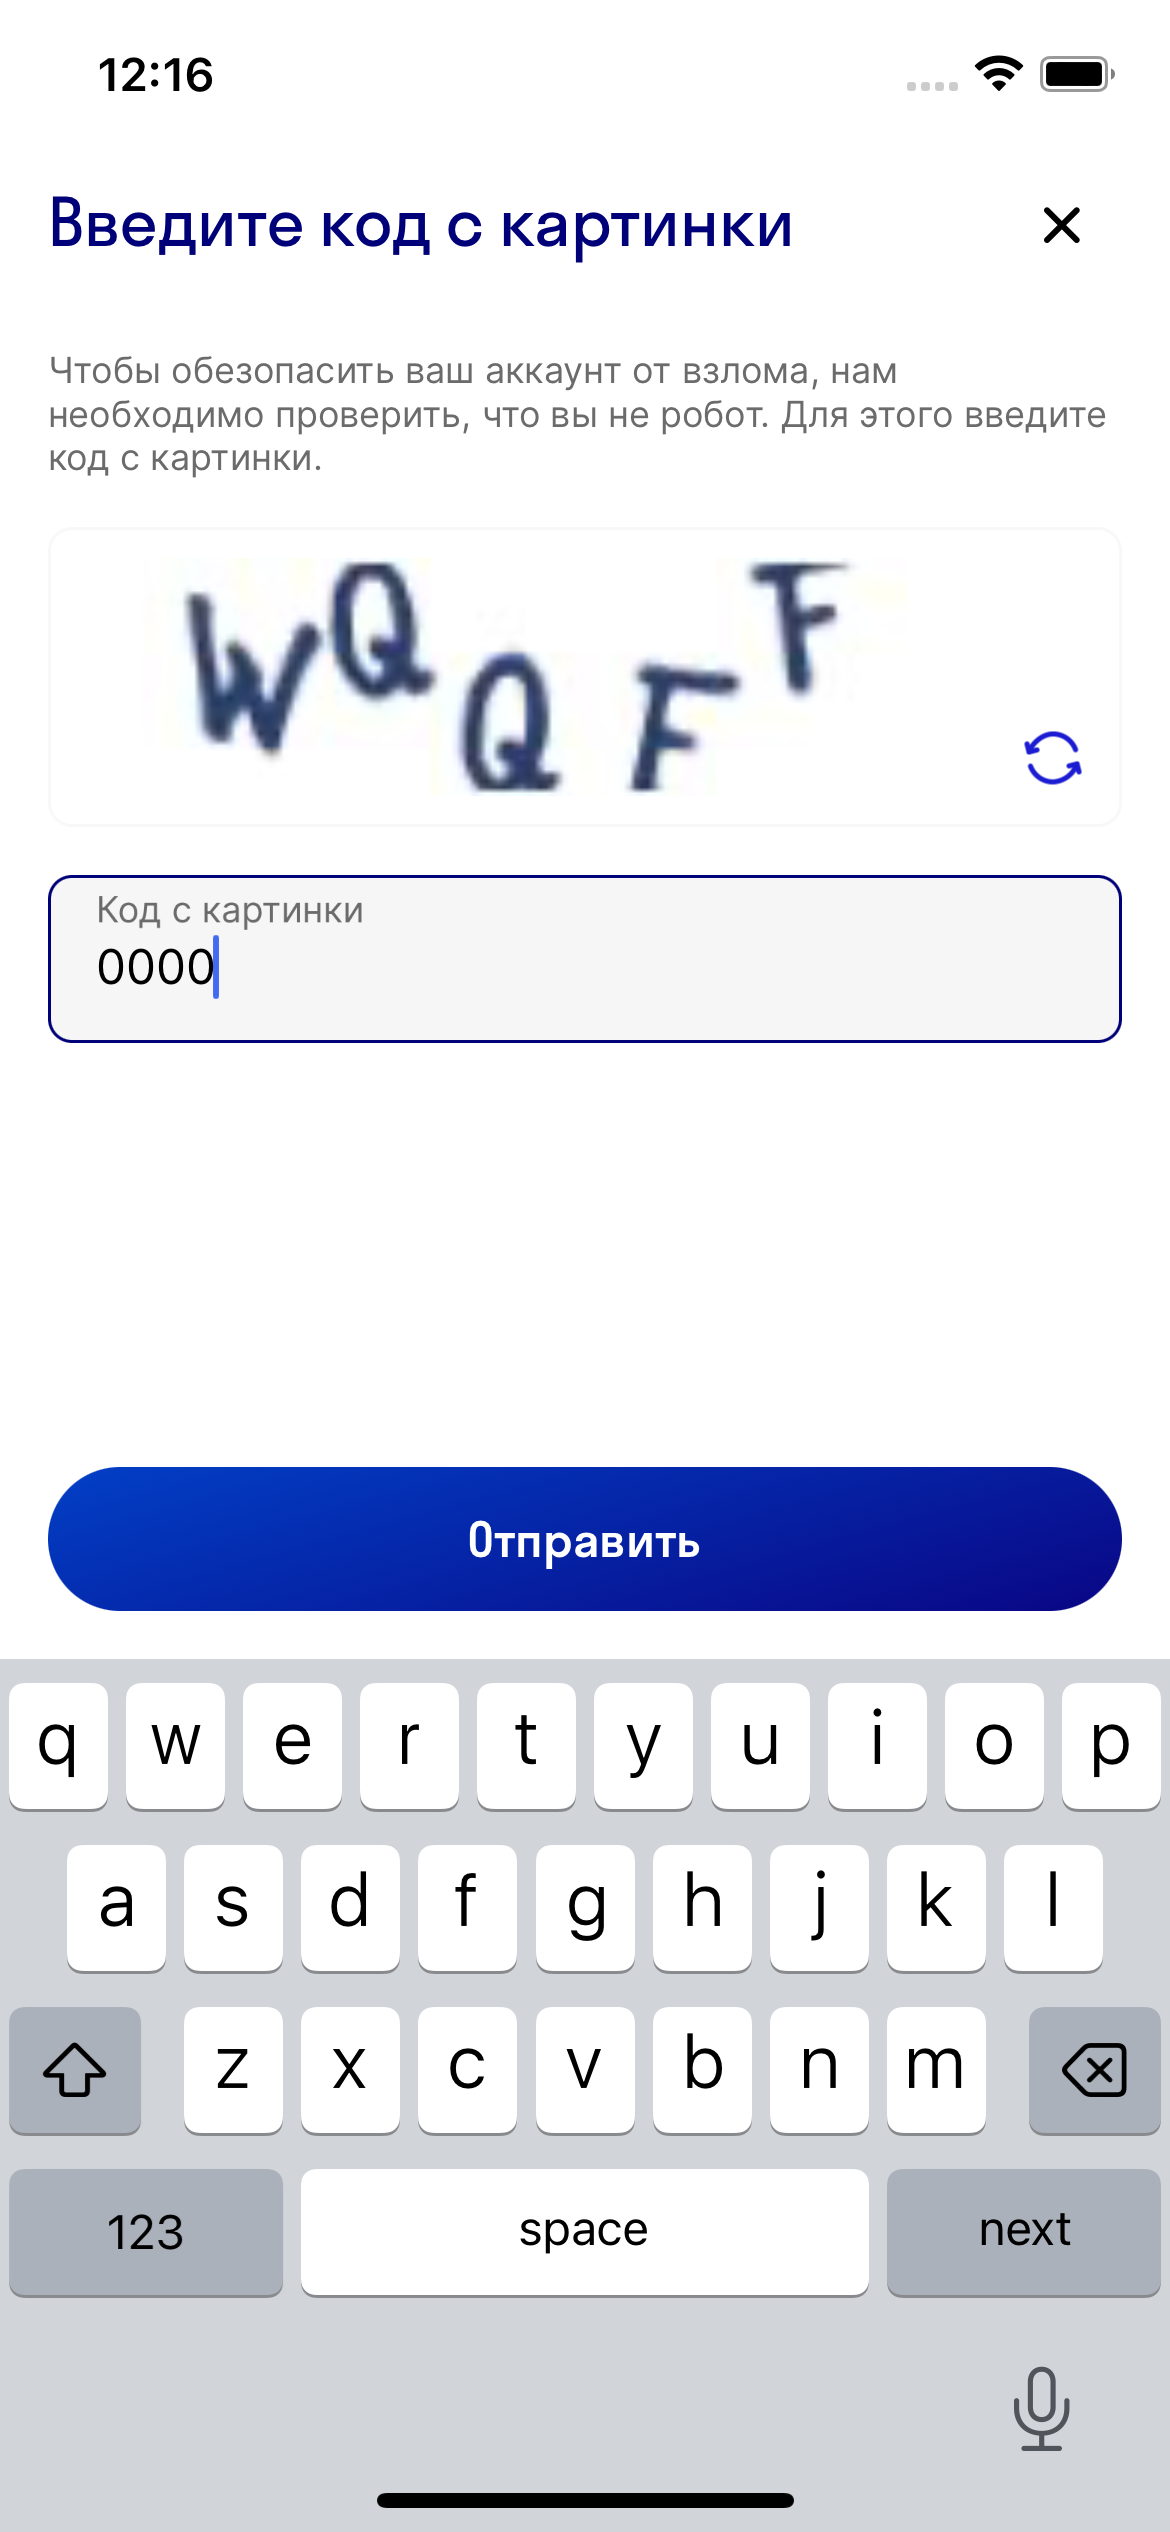 12:16
Введите код с картинки
Чтобы обезопасить ваш аккаунт от взлома, нам
необходимо проверить, что вы не робот. Для этого введите
код с картинки.
WQQFF
Код с картинки
0000
Отправить
q w e r t y u i o p
a s d f g h j k l
z x c v b n m
123 space next